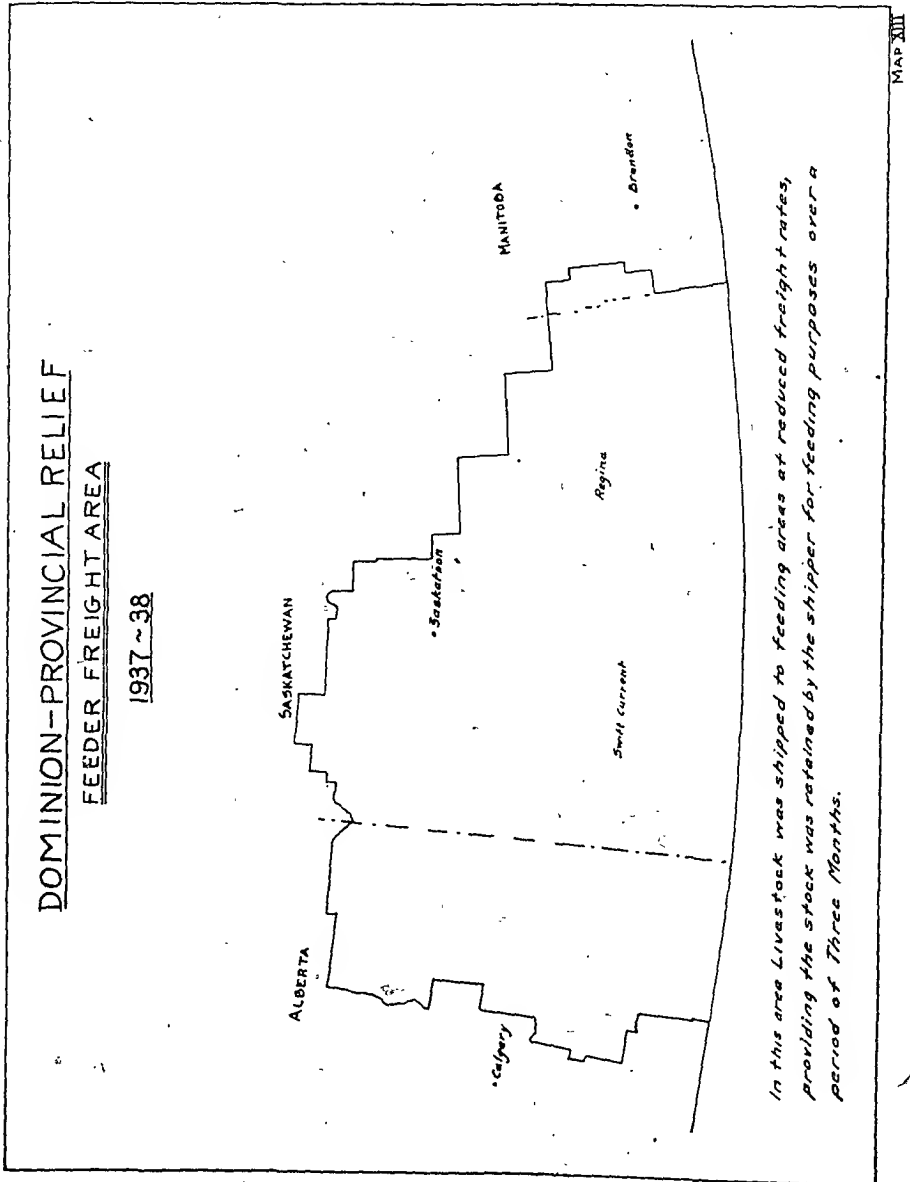 MAP XIII
DOMINION-PROVINCIAL RELIEF
FEEDER FREIGHT AREA
1937~38
ALBERTA
SASKATCHEWAN
MANITOBA
Calgary
Saskatoon
Swift Current
Regina
Brandon
In this area Livestock was shipped to feeding areas at reduced freight rates,
providing the stock was retained by the shipper for feeding purposes over a
period of Three Months.